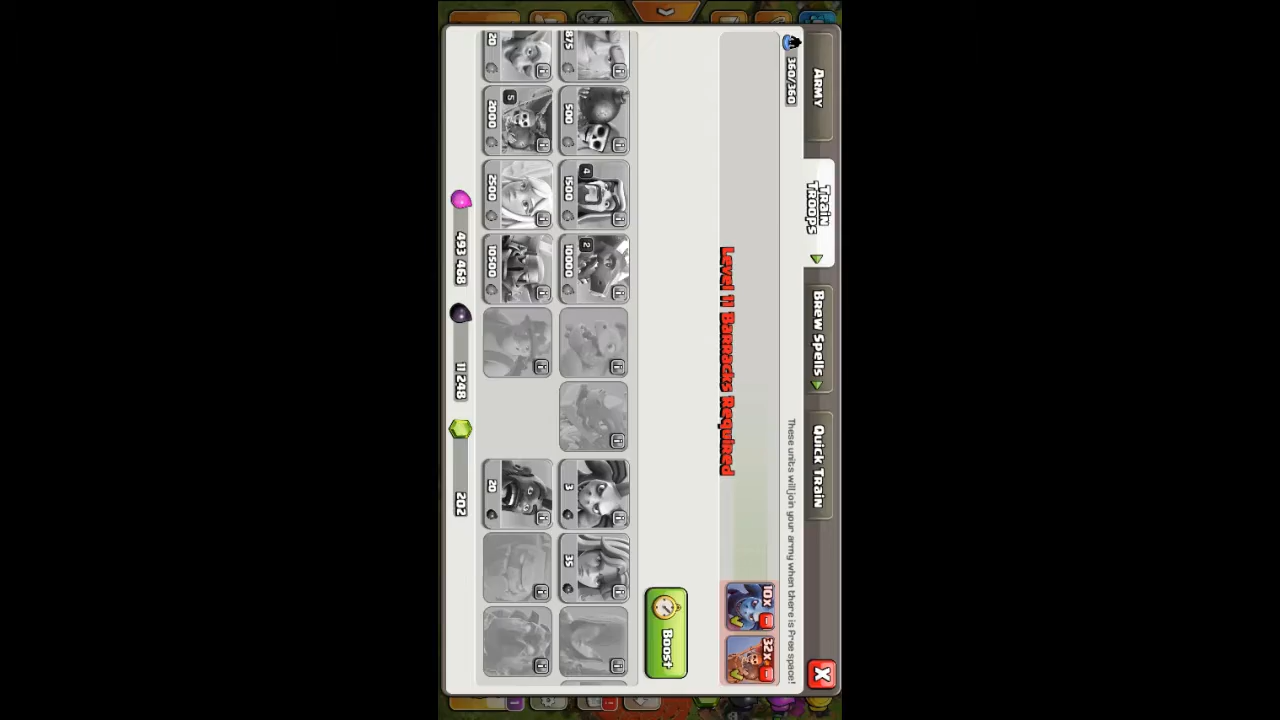 Army
Train Troops
Brew Spells
Quick Train
X
360/360
These units will join your army when there is free space!
10x
32x
Level 11 Barracks Required
Boost
875
500
4
1500
2
10000
3
35
20
5
2000
2500
10500
20
493 468
11 248
202